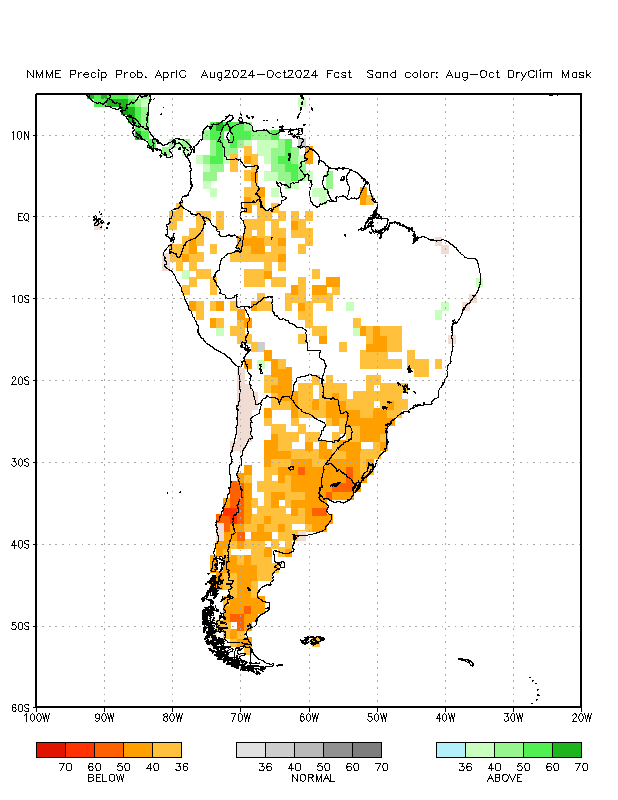 NMME Precip Prob. AprIC  Aug2024-Oct2024 Fcst  Sand color: Aug-Oct DryClim Mask
10N
EQ
10S
20S
30S
40S
50S
60S
100W 90W 80W 70W 60W 50W 40W 30W 20W
70 60 50 40 36 36 40 50 60 70 36 40 50 60 70
BELOW NORMAL ABOVE